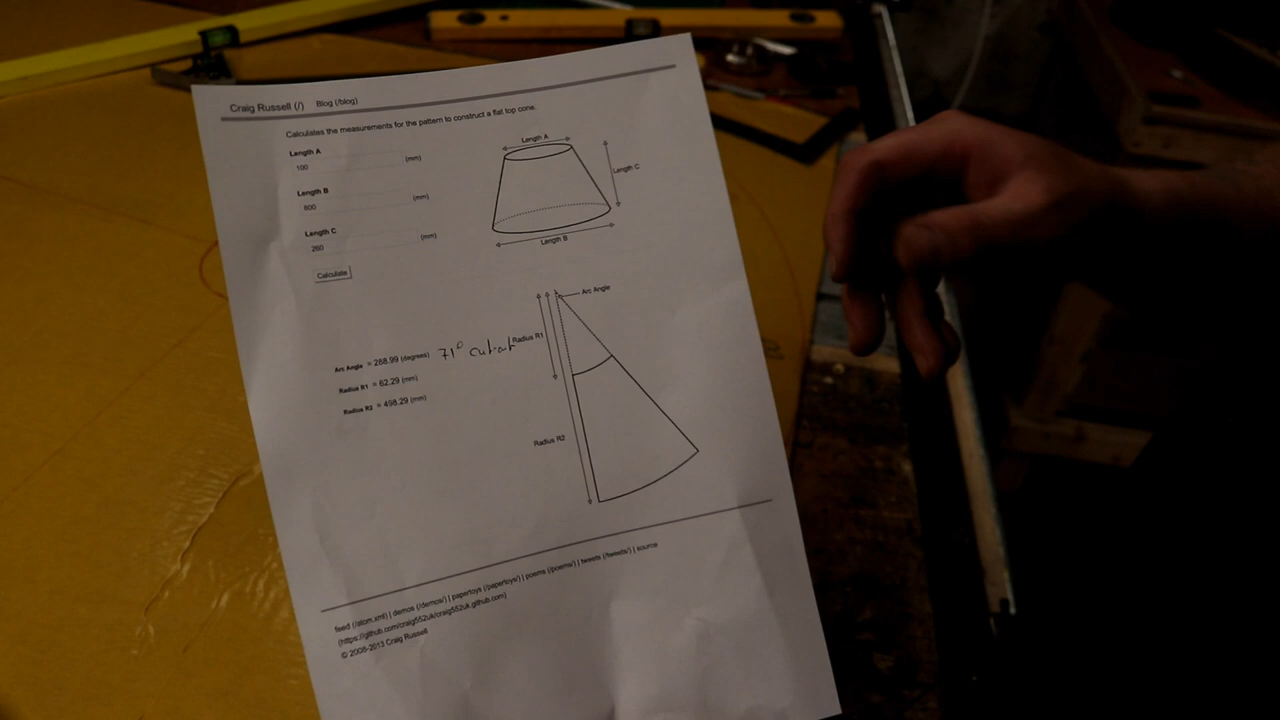 Craig Russell (/) Blog (/blog)
Calculates the measurements for the pattern to construct a flat top cone.
Length A
100 (mm)
Length B
800 (mm)
Length C
260 (mm)
Calculate
Length A
Length C
Length B
Arc Angle = 288.99 (degrees) 71° cut-out
Radius R1 = 62.29 (mm)
Radius R2 = 498.29 (mm)
Arc Angle
Radius R1
Radius R2
feed (/atom.xml) | demos (/demos/) | papertoys (/papertoys/) | poems (/poems/) | tweets (/tweets/) | source
(https://github.com/craig552uk/craig552uk.github.com)
© 2008-2013 Craig Russell